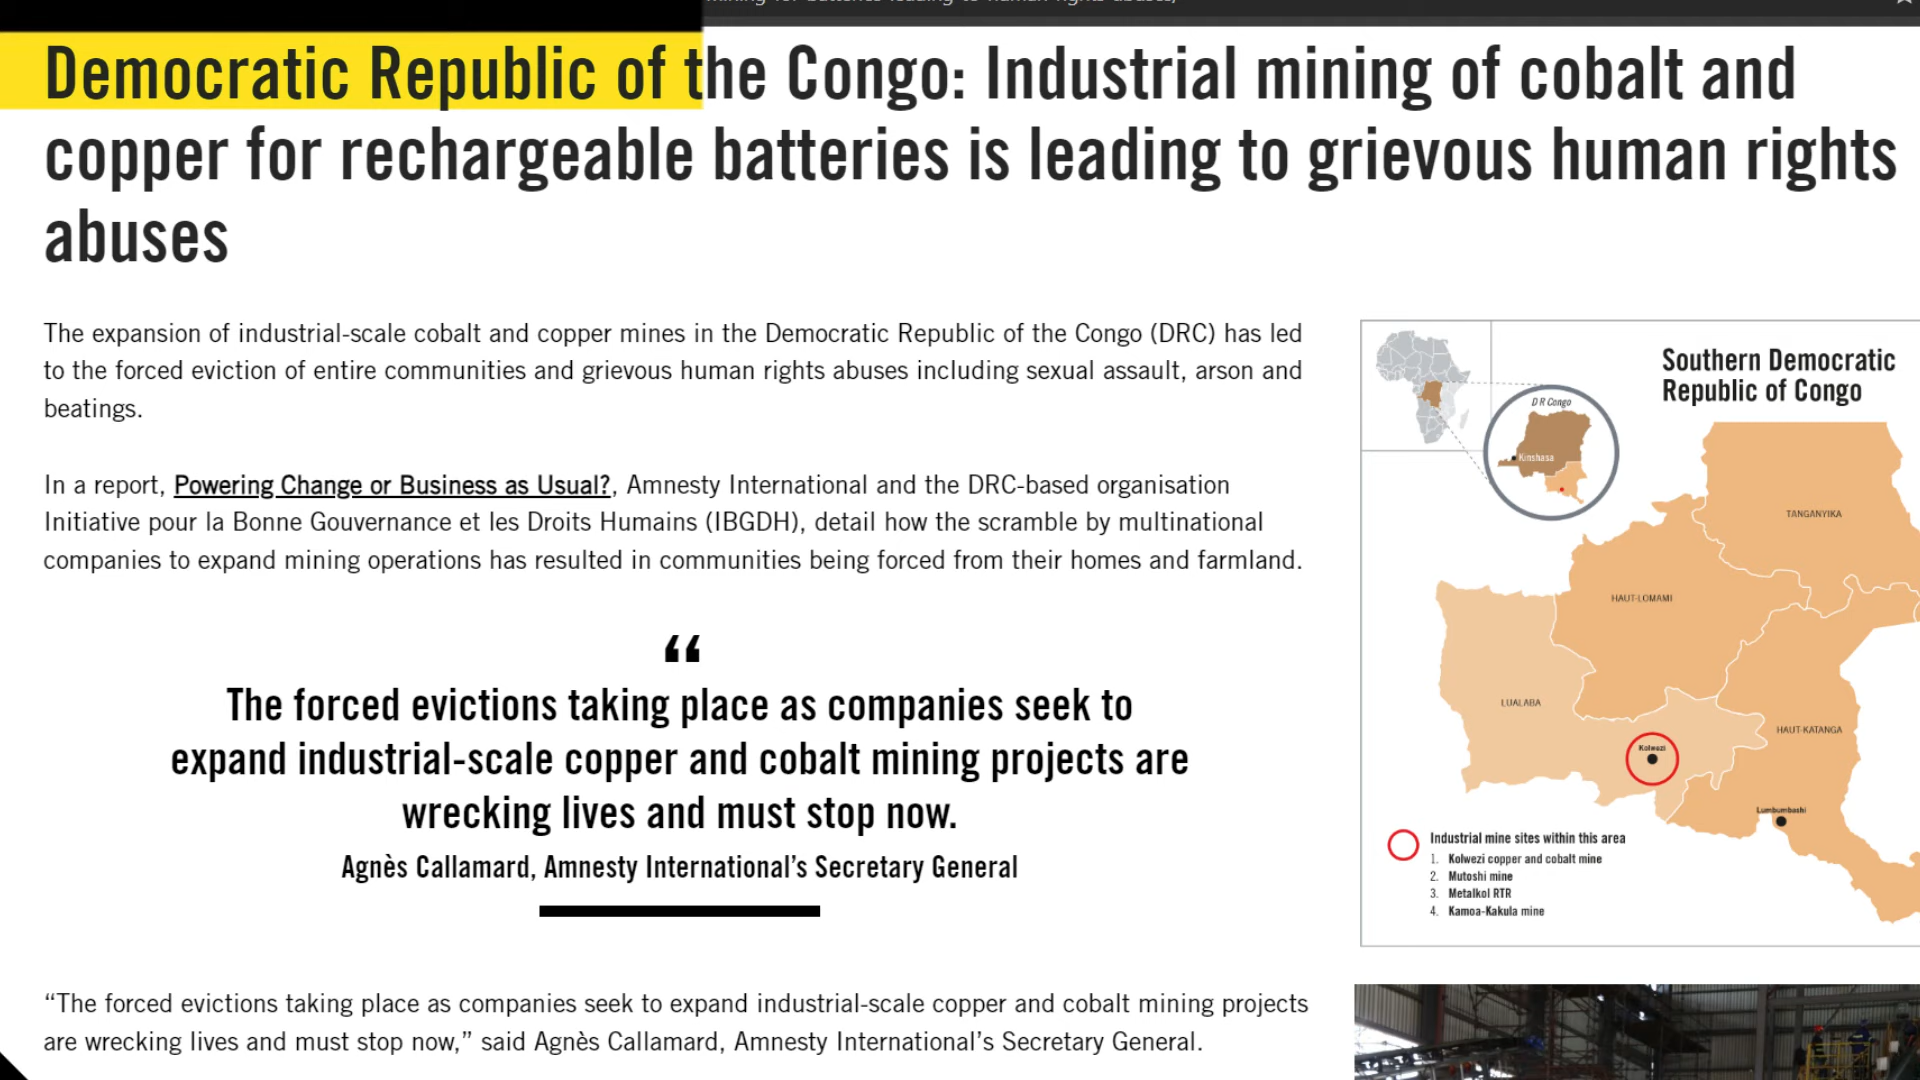 Democratic Republic of the Congo: Industrial mining of cobalt and
copper for rechargeable batteries is leading to grievous human rights
abuses
The expansion of industrial-scale cobalt and copper mines in the Democratic Republic of the Congo (DRC) has led
to the forced eviction of entire communities and grievous human rights abuses including sexual assault, arson and
beatings.
In a report, Powering Change or Business as Usual?, Amnesty International and the DRC-based organisation
Initiative pour la Bonne Gouvernance et les Droits Humains (IBGDH), detail how the scramble by multinational
companies to expand mining operations has resulted in communities being forced from their homes and farmland.
“
The forced evictions taking place as companies seek to
expand industrial-scale copper and cobalt mining projects are
wrecking lives and must stop now.
Agnès Callamard, Amnesty International’s Secretary General
“The forced evictions taking place as companies seek to expand industrial-scale copper and cobalt mining projects
are wrecking lives and must stop now,” said Agnès Callamard, Amnesty International’s Secretary General.
Southern Democratic
Republic of Congo
D R Congo
Kinshasa
TANGANYIKA
HAUT-LOMAMI
LUALABA
HAUT-KATANGA
Kolwezi
Lumbumbashi
Industrial mine sites within this area
1. Kolwezi copper and cobalt mine
2. Mutoshi mine
3. Metalkol RTR
4. Kamoa-Kakula mine